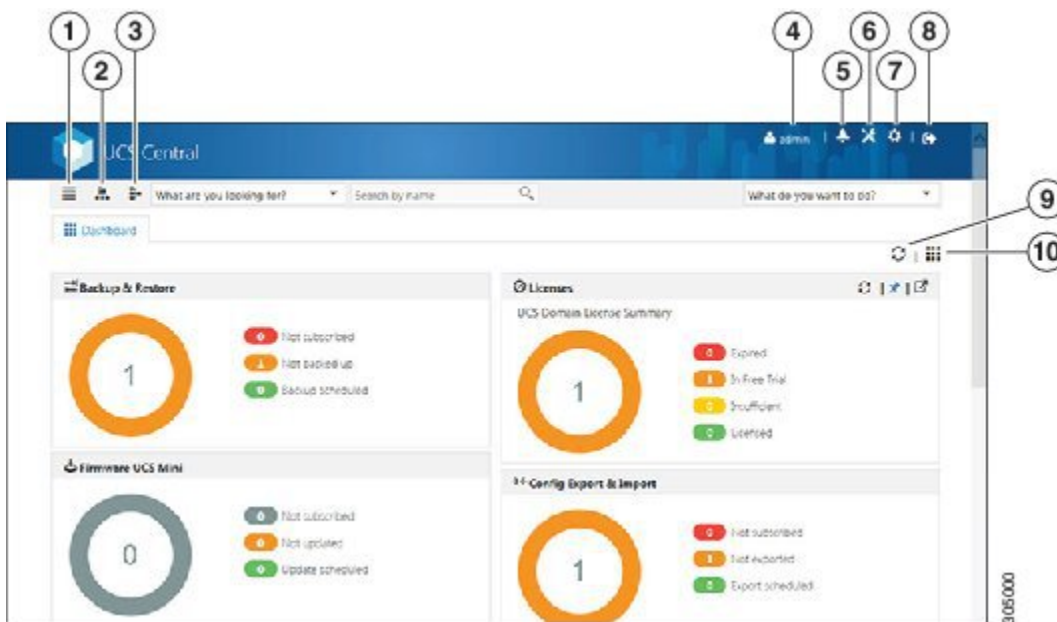 1 3 4 6 8
2 5 7
UCS Central
admin
What are you looking for? Search by name What do you want to do?
9
Dashboard
10
Backup & Restore
1
0 Not subscribed
1 Not backed up
0 Backup scheduled
Licenses
UCS Domain License Summary
1
0 Expired
1 In Free Trial
0 Insufficient
0 Licensed
Firmware UCS Mini
0
0 Not subscribed
0 Not updated
0 Update scheduled
Config Export & Import
1
0 Not subscribed
1 Not exported
0 Export scheduled
305000